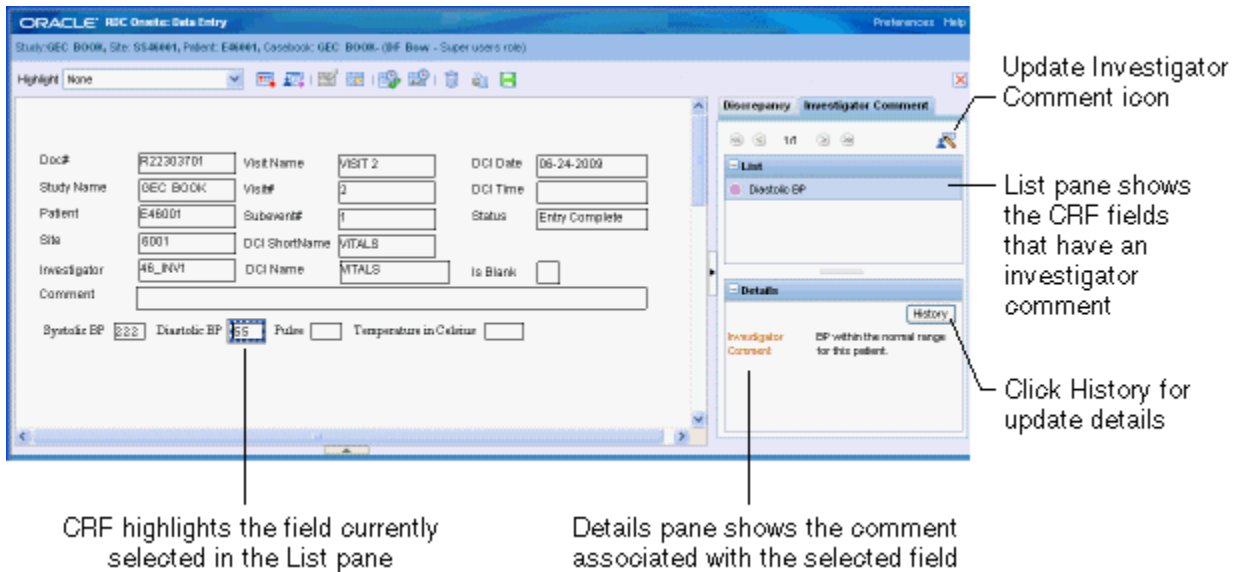 ORACLE RDC Onsite: Data Entry
Preferences Help
Study:GEC BOOK, Site: SS46001, Patient: E46001, Casebook: GEC BOOK- (INF Bow - Super users role)
Highlight None
Doc# R22303701 Visit Name VISIT 2 DCI Date 06-24-2009
Study Name GEC BOOK Visit# 2 DCI Time
Patient E46001 Subevent# 1 Status Entry Complete
Site 6001 DCI ShortName VITALS
Investigator 46_INV1 DCI Name VITALS Is Blank
Comment
Systolic BP 222 Diastolic BP 55 Pulse Temperature in Celsius
Discrepancy Investigator Comment
1/1
List
Diastolic BP
Details
History
Investigator Comment
BP within the normal range
for this patient.
Update Investigator
Comment icon
List pane shows
the CRF fields
that have an
investigator
comment
Click History for
update details
CRF highlights the field currently
selected in the List pane
Details pane shows the comment
associated with the selected field